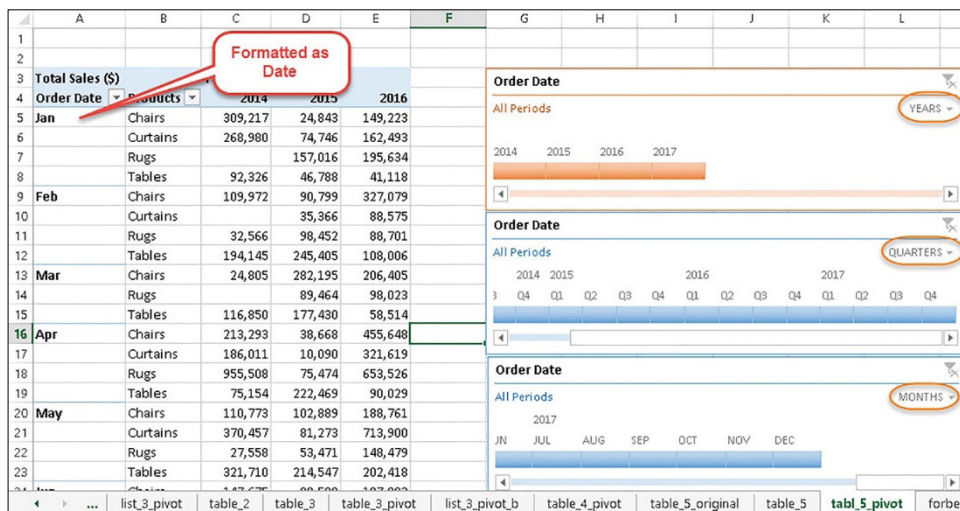 A B C D E F G H I J K L
1
2
Formatted as
Date
3 Total Sales ($)
4 Order Date Products 2014 2015 2016
5 Jan Chairs 309,217 24,843 149,223
6 Curtains 268,980 74,746 162,493
7 Rugs 157,016 195,634
8 Tables 92,326 46,788 41,118
9 Feb Chairs 109,972 90,799 327,079
10 Curtains 35,366 88,575
11 Rugs 32,566 98,452 88,701
12 Tables 194,145 245,405 108,006
13 Mar Chairs 24,805 282,195 206,405
14 Rugs 89,464 98,023
15 Tables 116,850 177,430 58,514
16 Apr Chairs 213,293 38,668 455,648
17 Curtains 186,011 10,090 321,619
18 Rugs 955,508 75,474 653,526
19 Tables 75,154 222,469 90,029
20 May Chairs 110,773 102,889 188,761
21 Curtains 370,457 81,273 713,900
22 Rugs 27,558 53,471 148,479
23 Tables 321,710 214,547 202,418
Order Date
All Periods YEARS
2014 2015 2016 2017
Order Date
All Periods QUARTERS
2014 2015 2016 2017
3 Q4 Q1 Q2 Q3 Q4 Q1 Q2 Q3 Q4 Q1 Q2 Q3 Q4
Order Date
All Periods MONTHS
2017
JN JUL AUG SEP OCT NOV DEC
... list_3_pivot table_2 table_3 table_3_pivot list_3_pivot_b table_4_pivot table_5_original table_5 tabl_5_pivot forbe